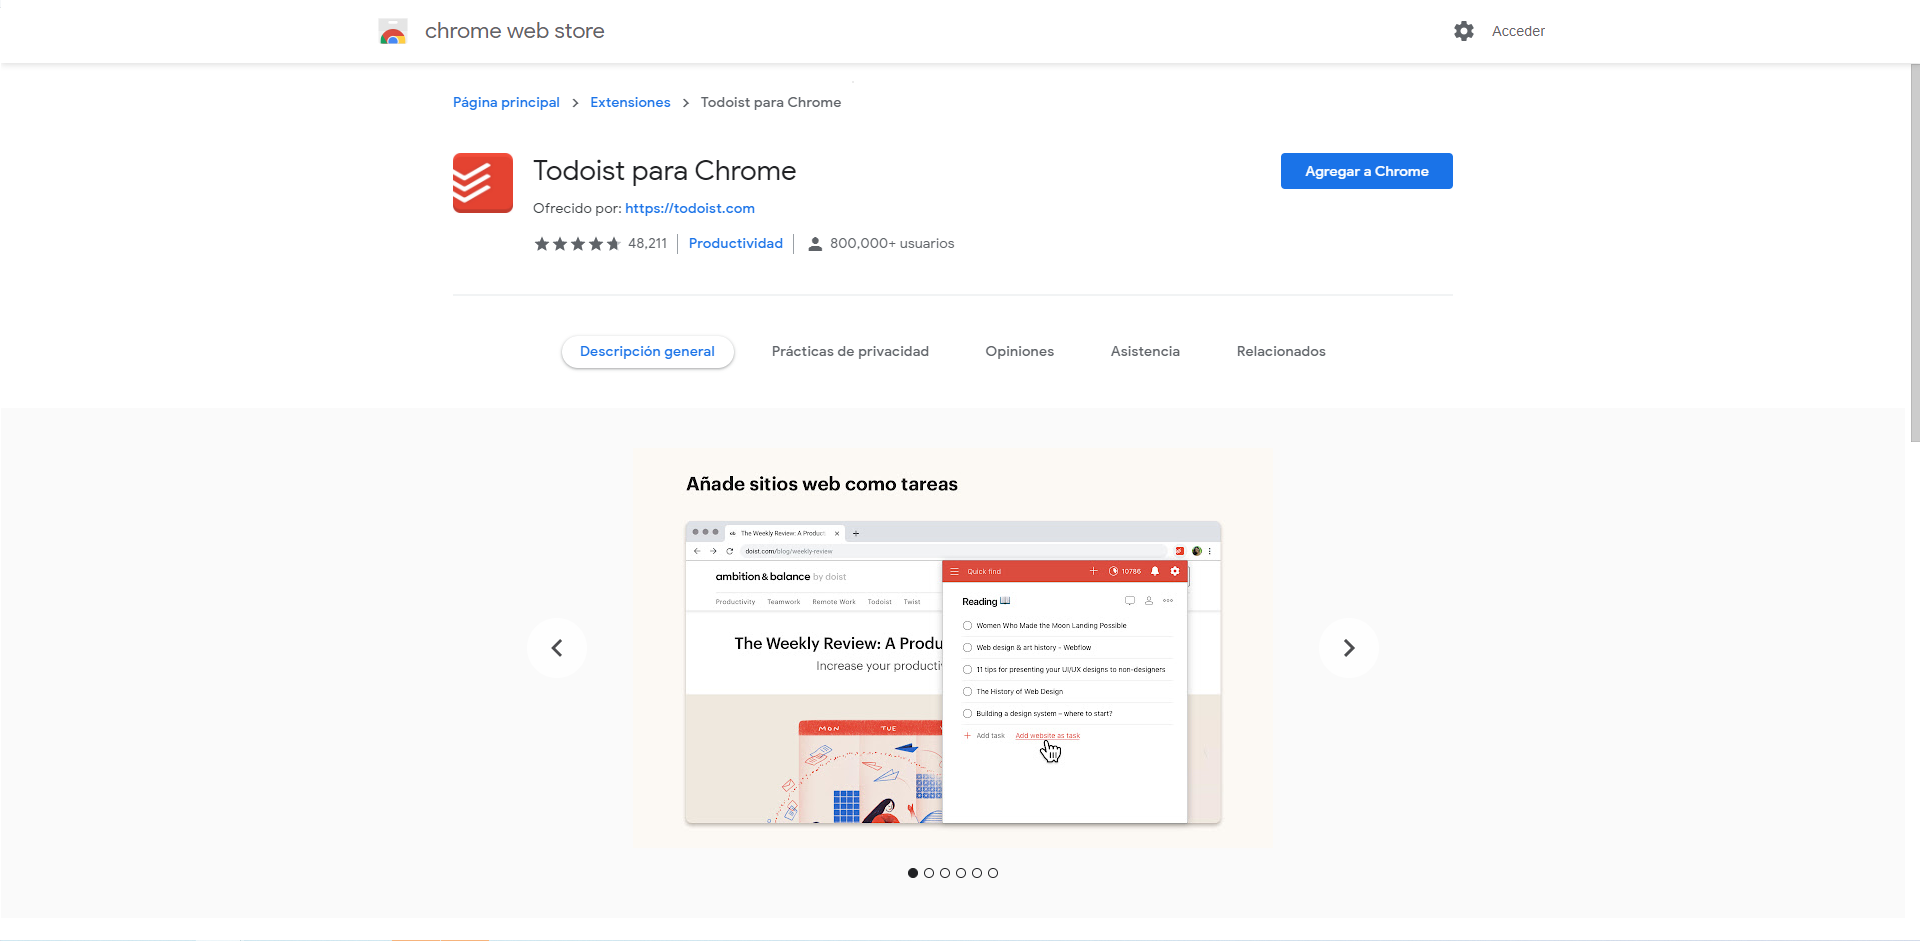 chrome web store
Acceder
Página principal > Extensiones > Todoist para Chrome
Todoist para Chrome
Agregar a Chrome
Ofrecido por: https://todoist.com
48,211
Productividad
800,000+ usuarios
Descripción general
Prácticas de privacidad
Opiniones
Asistencia
Relacionados
Añade sitios web como tareas
The Weekly Review: A Product
doist.com/blog/weekly-review
ambition & balance by doist
Productivity Teamwork Remote Work Todoist Twist
The Weekly Review: A Produ
Increase your productiv
MON TUE
Quick find
10786
Reading
Women Who Made the Moon Landing Possible
Web design & art history - Webflow
11 tips for presenting your UI/UX designs to non-designers
The History of Web Design
Building a design system – where to start?
+ Add task Add website as task